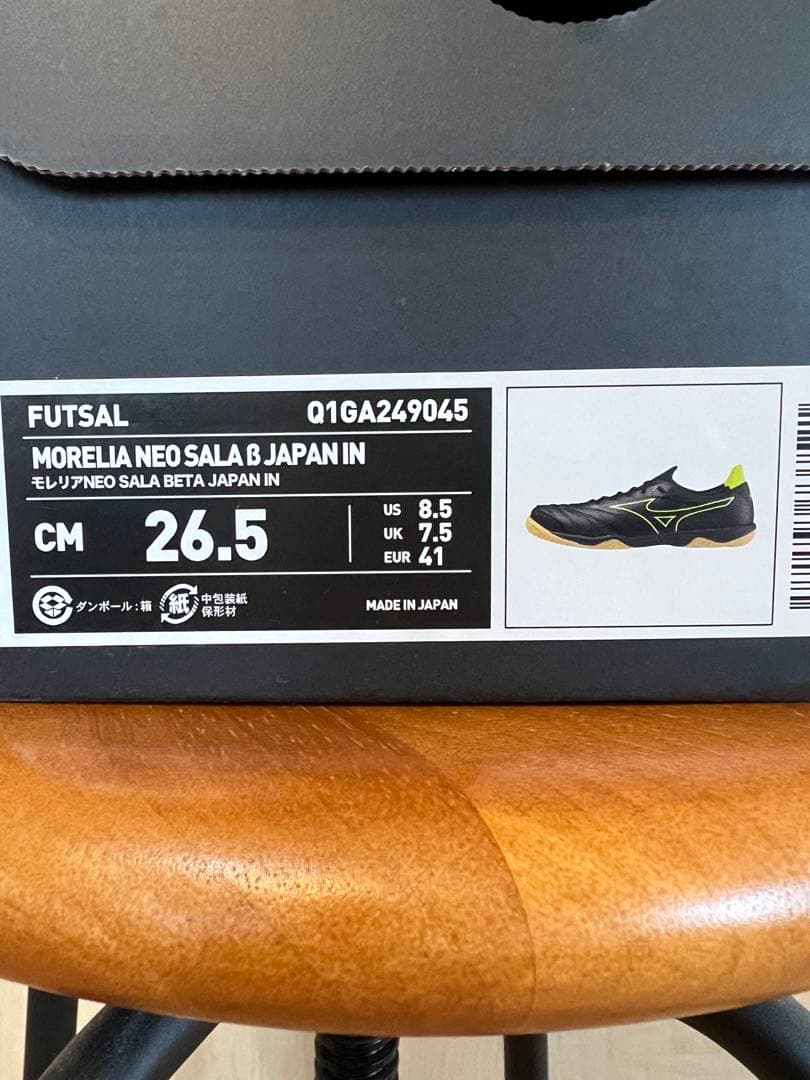 FUTSAL Q1GA249045
MORELIA NEO SALA β JAPAN IN
モレリアNEO SALA BETA JAPAN IN
CM 26.5
US 8.5
UK 7.5
EUR 41
ダンボール:箱
紙
中包装紙
保形材
MADE IN JAPAN